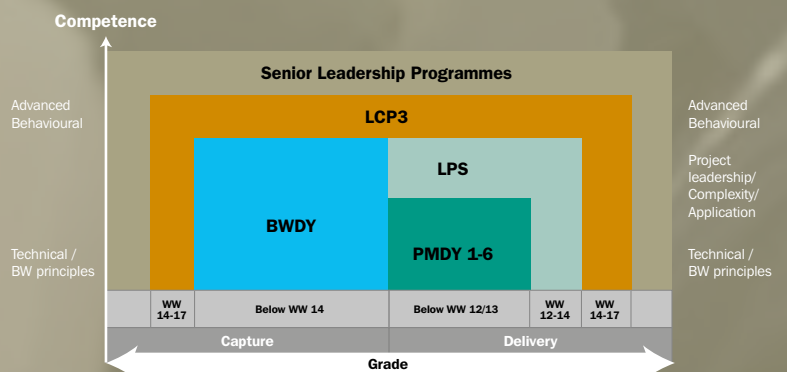 Competence
Senior Leadership Programmes
Advanced
Behavioural
LCP3
Advanced
Behavioural
LPS
Project
leadership/
Complexity/
Application
BWDY
PMDY 1-6
Technical /
BW principles
Technical /
BW principles
WW
14-17
Below WW 14
Below WW 12/13
WW
12-14
WW
14-17
Capture
Delivery
Grade